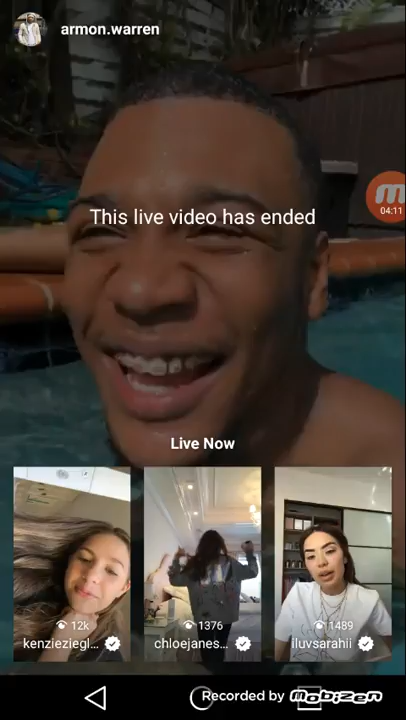 armon.warren
04:11
This live video has ended
Live Now
12k
1376
1489
kenzieziegl...
chloejanes...
iluvsarahii
Recorded by MOBIZEN